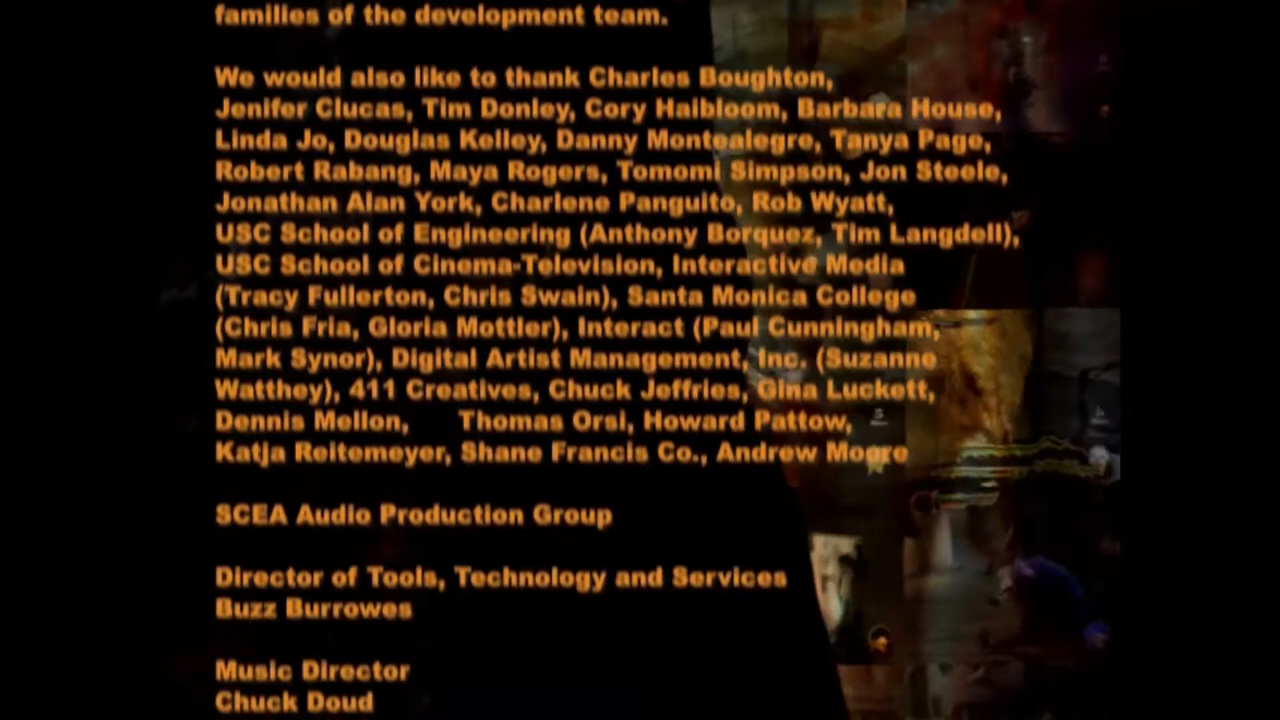 families of the development team.
We would also like to thank Charles Boughton,
Jenifer Clucas, Tim Donley, Cory Haibloom, Barbara House,
Linda Jo, Douglas Kelley, Danny Montealegre, Tanya Page,
Robert Rabang, Maya Rogers, Tomomi Simpson, Jon Steele,
Jonathan Alan York, Charlene Panguito, Rob Wyatt,
USC School of Engineering (Anthony Borquez, Tim Langdell),
USC School of Cinema-Television, Interactive Media
(Tracy Fullerton, Chris Swain), Santa Monica College
(Chris Fria, Gloria Mottler), Interact (Paul Cunningham,
Mark Synor), Digital Artist Management, Inc. (Suzanne
Watthey), 411 Creatives, Chuck Jeffries, Gina Luckett,
Dennis Mellon, Thomas Orsi, Howard Pattow,
Katja Reitemeyer, Shane Francis Co., Andrew Moore
SCEA Audio Production Group
Director of Tools, Technology and Services
Buzz Burrowes
Music Director
Chuck Doud